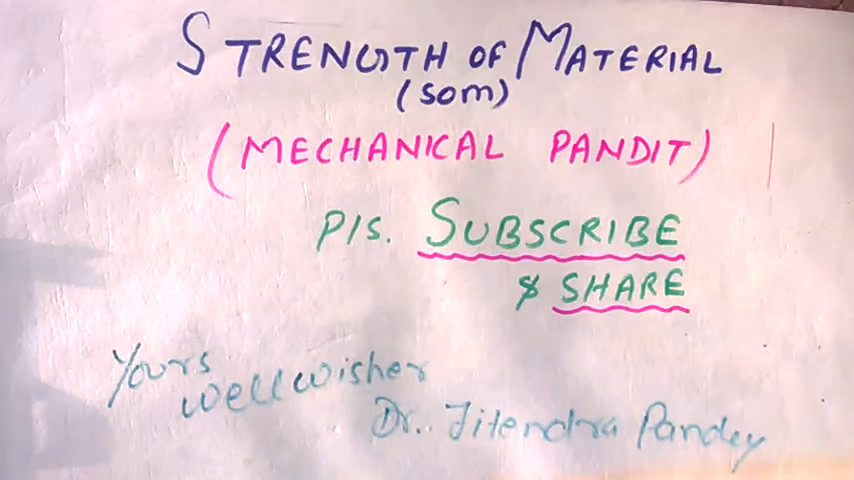 STRENGTH OF MATERIAL
(SOM)
(MECHANICAL PANDIT)
Pls. SUBSCRIBE
& SHARE
Yours
wellwisher
Dr. Jitendra Pandey